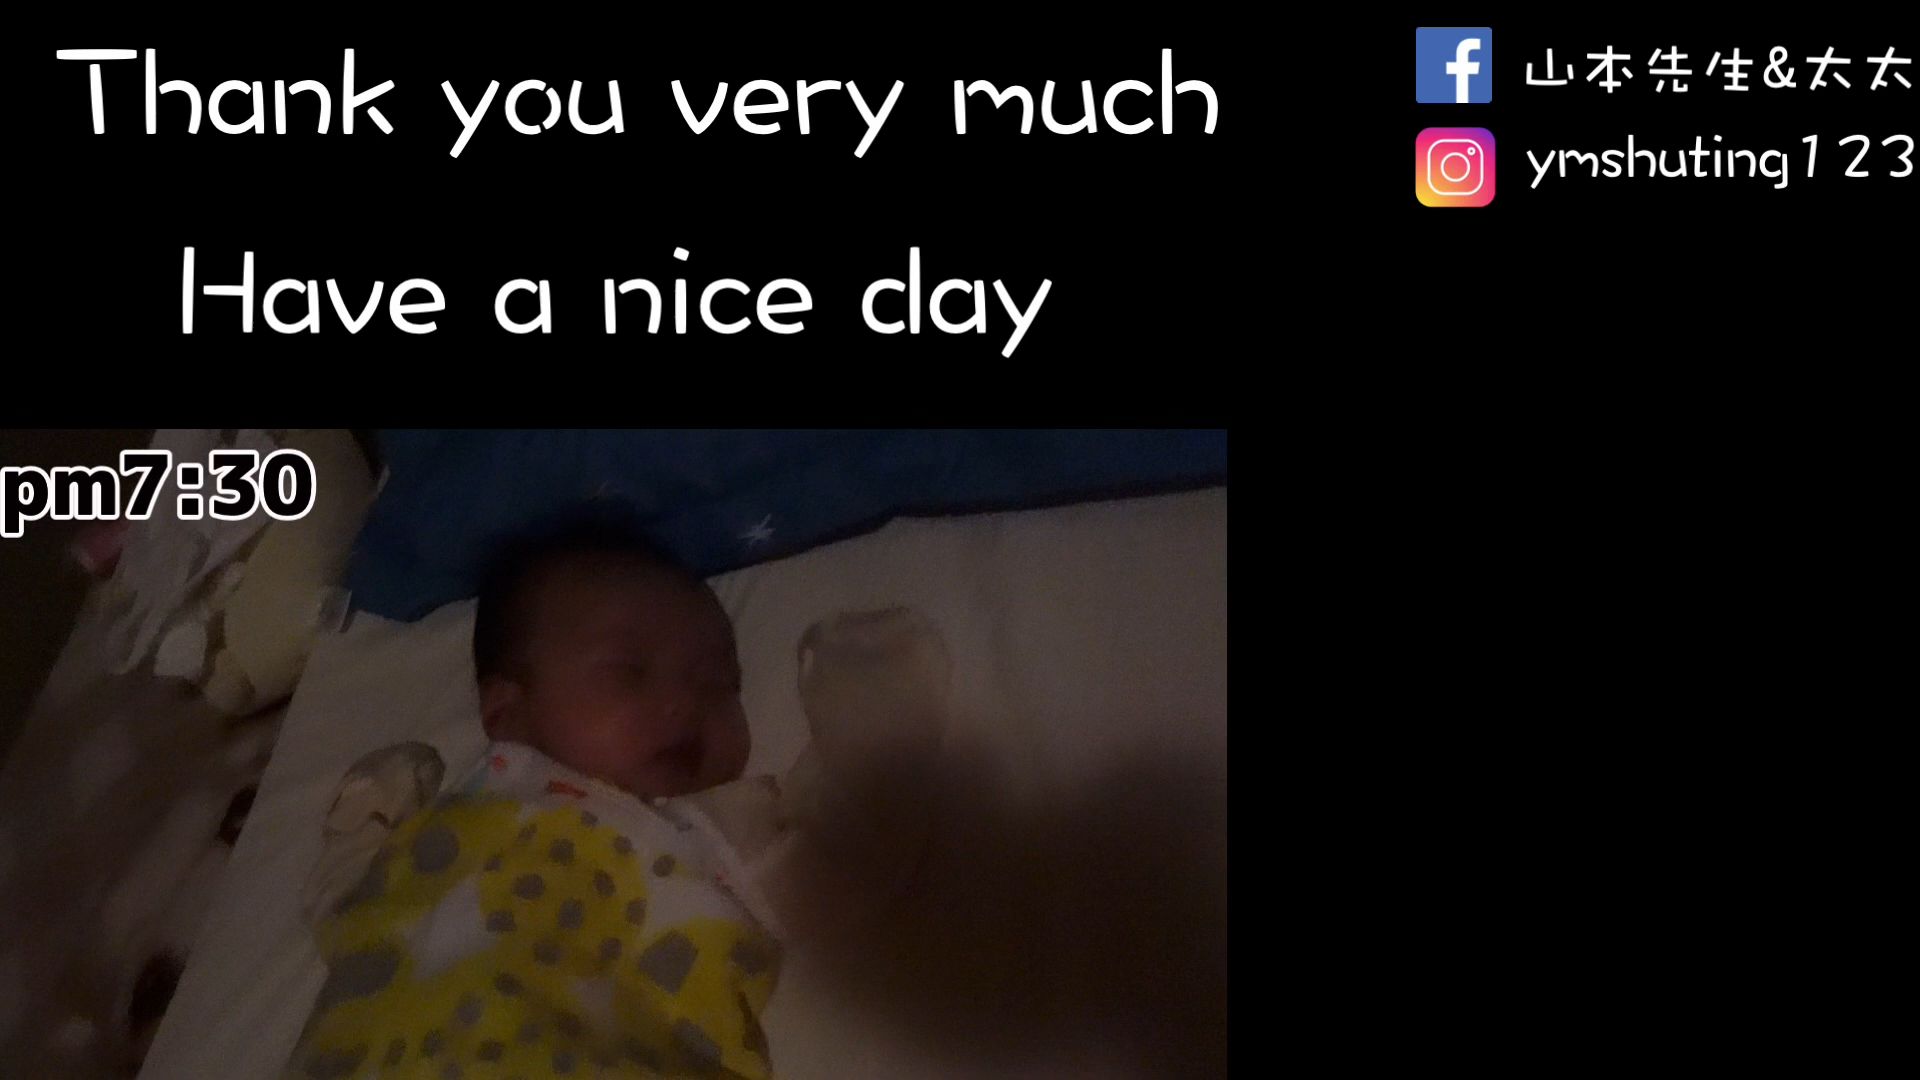 Thank you very much
Have a nice day
山本先生&太太
ymshuting123
pm7:30